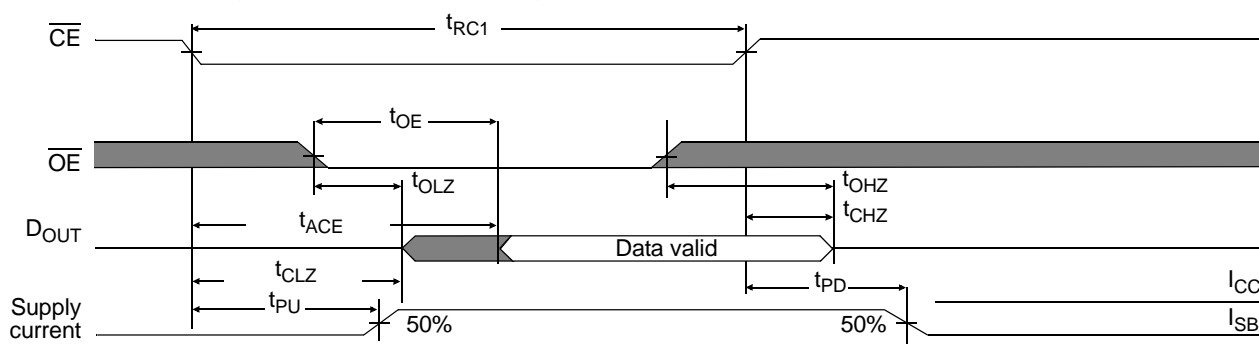 CE
tRC1
OE
tOE
tOLZ
tOHZ
tCHZ
tACE
DOUT
Data valid
tCLZ
tPD
tPU
Supply
current
50%
50%
ICC
ISB